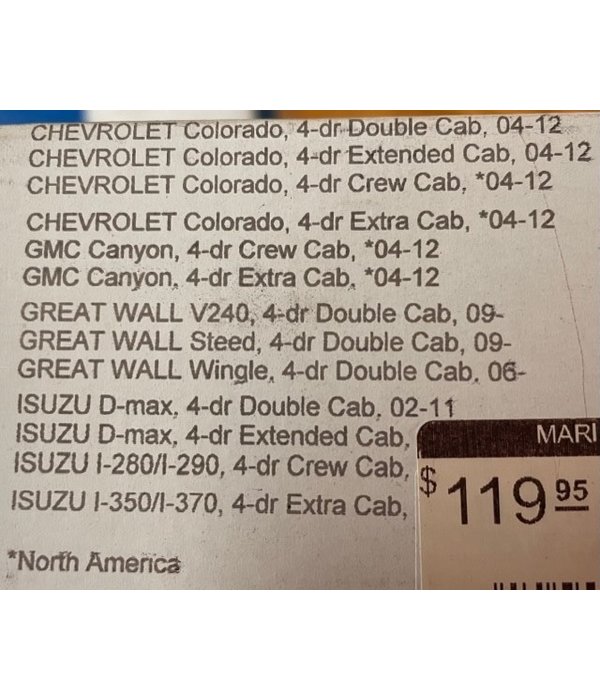 CHEVROLET Colorado, 4-dr Double Cab, 04-12
CHEVROLET Colorado, 4-dr Extended Cab, 04-12
CHEVROLET Colorado, 4-dr Crew Cab, *04-12
CHEVROLET Colorado, 4-dr Extra Cab, *04-12
GMC Canyon, 4-dr Crew Cab, *04-12
GMC Canyon, 4-dr Extra Cab, *04-12
GREAT WALL V240, 4-dr Double Cab, 09-
GREAT WALL Steed, 4-dr Double Cab, 09-
GREAT WALL Wingle, 4-dr Double Cab, 06-
ISUZU D-max, 4-dr Double Cab, 02-11
ISUZU D-max, 4-dr Extended Cab,
ISUZU I-280/I-290, 4-dr Crew Cab,
ISUZU I-350/I-370, 4-dr Extra Cab,
*North America
MARI
$119 95